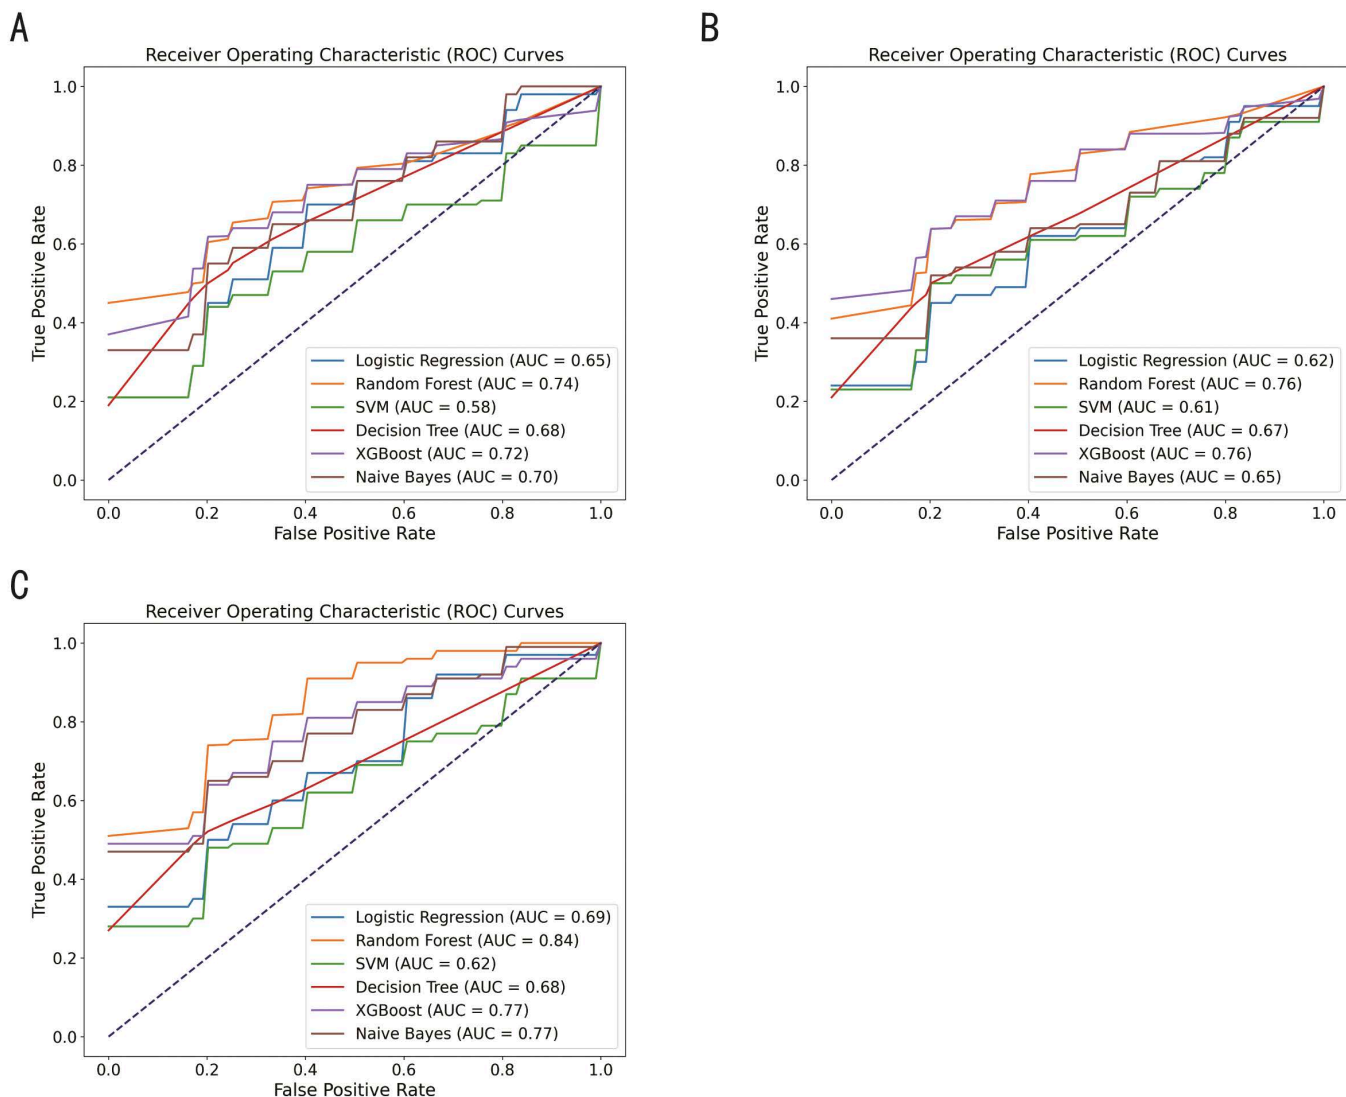 A
Receiver Operating Characteristic (ROC) Curves
True Positive Rate
1.0
0.8
0.6
0.4
0.2
0.0
Logistic Regression (AUC = 0.65)
Random Forest (AUC = 0.74)
SVM (AUC = 0.58)
Decision Tree (AUC = 0.68)
XGBoost (AUC = 0.72)
Naive Bayes (AUC = 0.70)
0.0 0.2 0.4 0.6 0.8 1.0
False Positive Rate
B
Receiver Operating Characteristic (ROC) Curves
True Positive Rate
1.0
0.8
0.6
0.4
0.2
0.0
Logistic Regression (AUC = 0.62)
Random Forest (AUC = 0.76)
SVM (AUC = 0.61)
Decision Tree (AUC = 0.67)
XGBoost (AUC = 0.76)
Naive Bayes (AUC = 0.65)
0.0 0.2 0.4 0.6 0.8 1.0
False Positive Rate
C
Receiver Operating Characteristic (ROC) Curves
True Positive Rate
1.0
0.8
0.6
0.4
0.2
0.0
Logistic Regression (AUC = 0.69)
Random Forest (AUC = 0.84)
SVM (AUC = 0.62)
Decision Tree (AUC = 0.68)
XGBoost (AUC = 0.77)
Naive Bayes (AUC = 0.77)
0.0 0.2 0.4 0.6 0.8 1.0
False Positive Rate